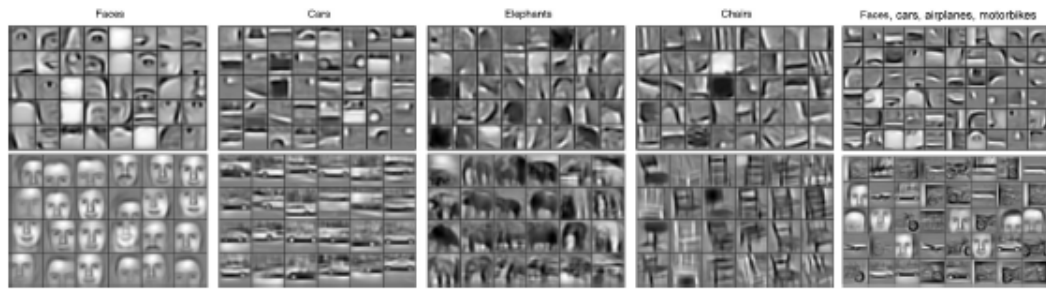 Faces
Cars
Elephants
Chairs
Faces, cars, airplanes, motorbikes